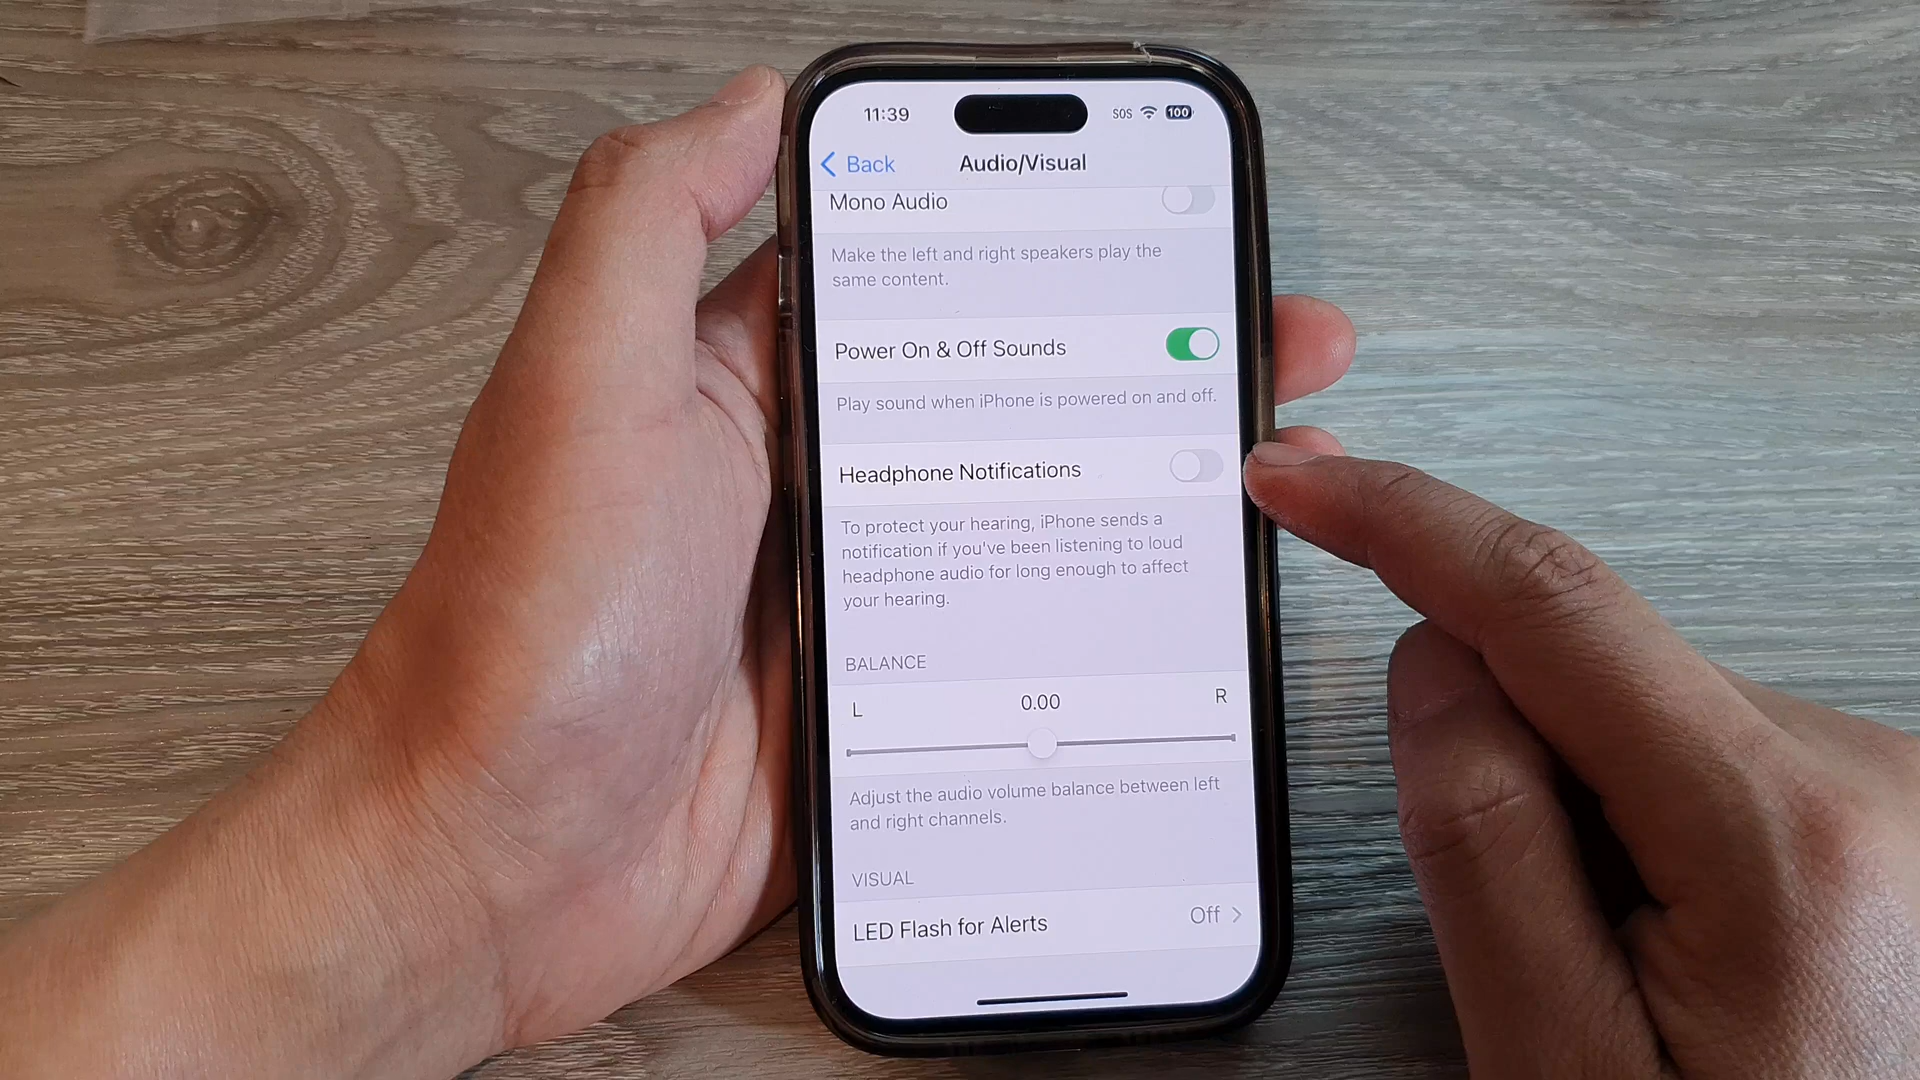 11:39
SOS
100
Back
Audio/Visual
Mono Audio
Make the left and right speakers play the
same content.
Power On & Off Sounds
Play sound when iPhone is powered on and off.
Headphone Notifications
To protect your hearing, iPhone sends a
notification if you've been listening to loud
headphone audio for long enough to affect
your hearing.
BALANCE
L 0.00 R
Adjust the audio volume balance between left
and right channels.
VISUAL
LED Flash for Alerts Off